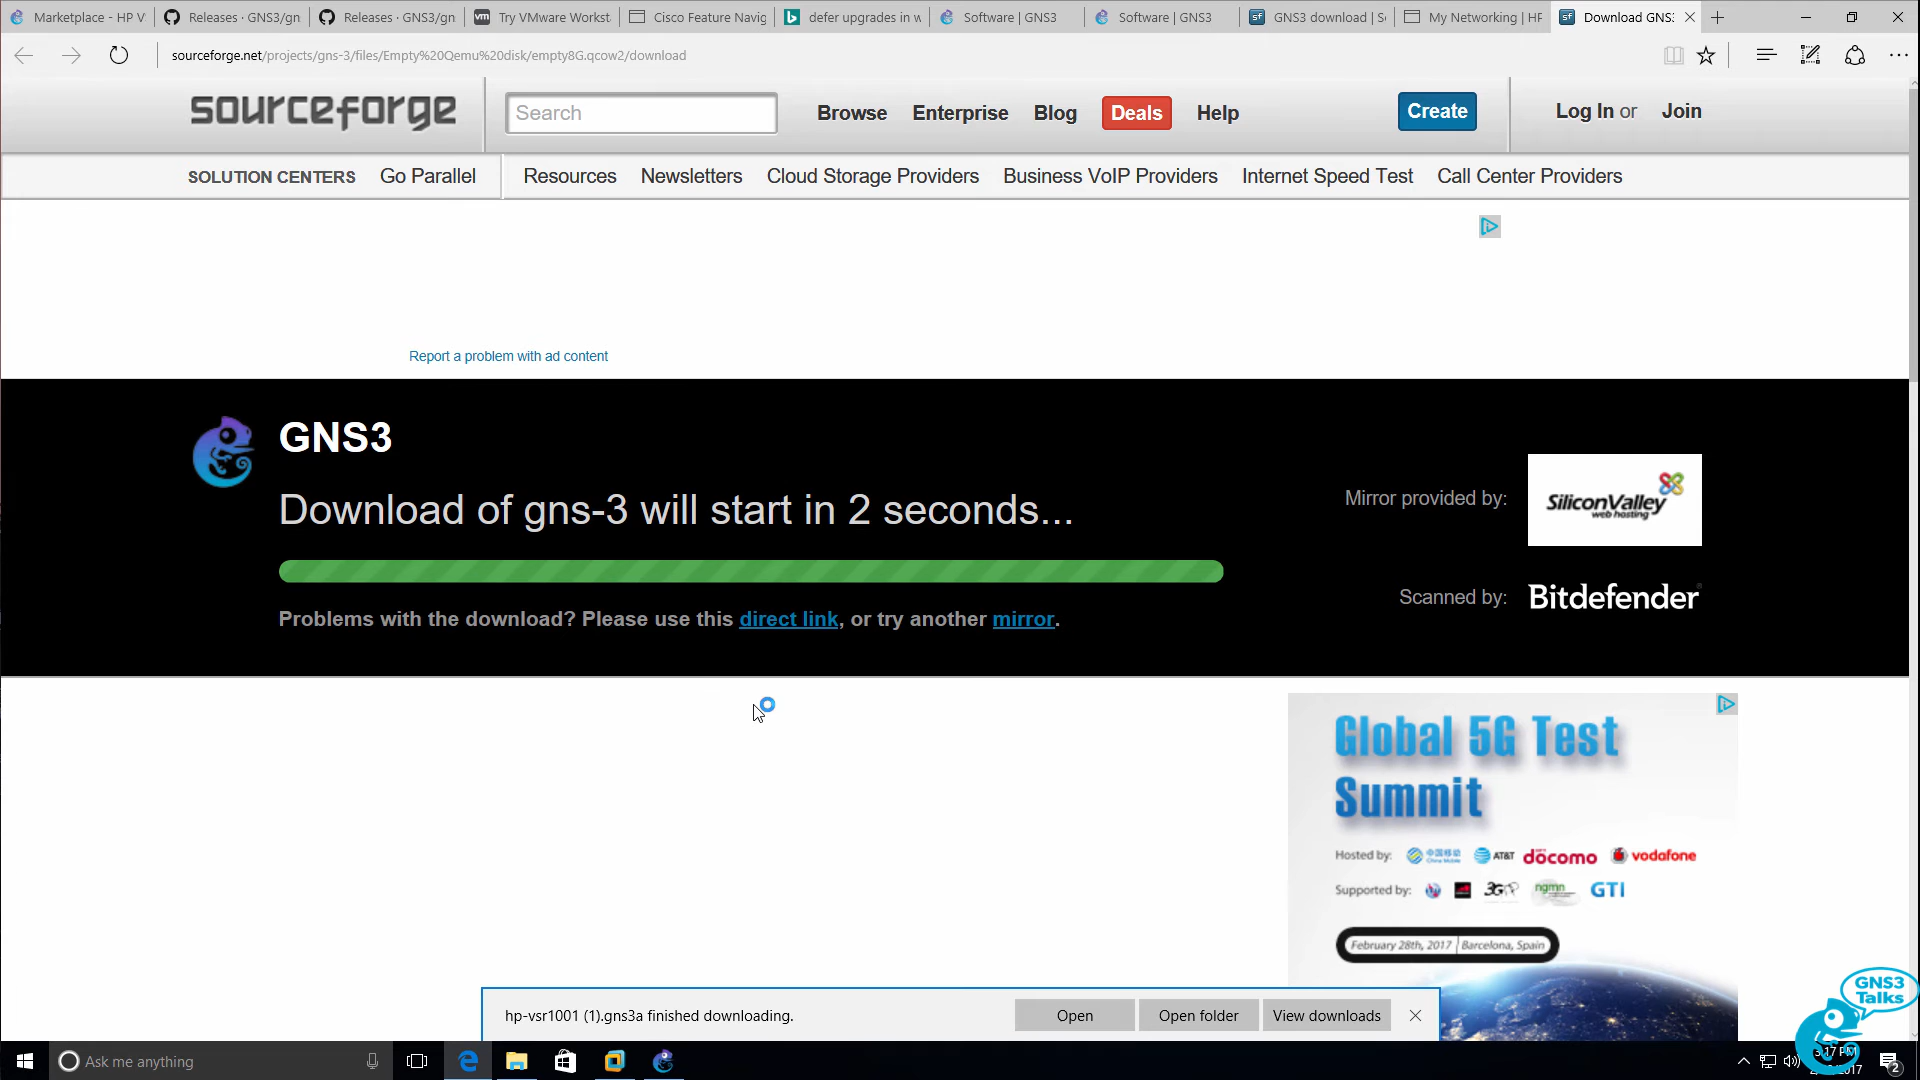 Marketplace - HP V
Releases · GNS3/gn
Releases · GNS3/gn
Try VMware Workst
Cisco Feature Navig
defer upgrades in w
Software | GNS3
Software | GNS3
GNS3 download | S
My Networking | HP
Download GNS3
sourceforge.net/projects/gns-3/files/Empty%20Qemu%20disk/empty8G.qcow2/download
sourceforge
Search
Browse
Enterprise
Blog
Deals
Help
Create
Log In or Join
SOLUTION CENTERS
Go Parallel
Resources
Newsletters
Cloud Storage Providers
Business VoIP Providers
Internet Speed Test
Call Center Providers
Report a problem with ad content
GNS3
Download of gns-3 will start in 2 seconds...
Mirror provided by:
SiliconValley
web hosting
Problems with the download? Please use this direct link, or try another mirror.
Scanned by:
Bitdefender
Global 5G Test
Summit
Hosted by:
中国移动
China Mobile
AT&T
docomo
vodafone
Supported by:
ngmn
GTI
February 28th, 2017 | Barcelona, Spain
hp-vsr1001 (1).gns3a finished downloading.
Open
Open folder
View downloads
GNS3
Talks
Ask me anything
3:17 PM
2